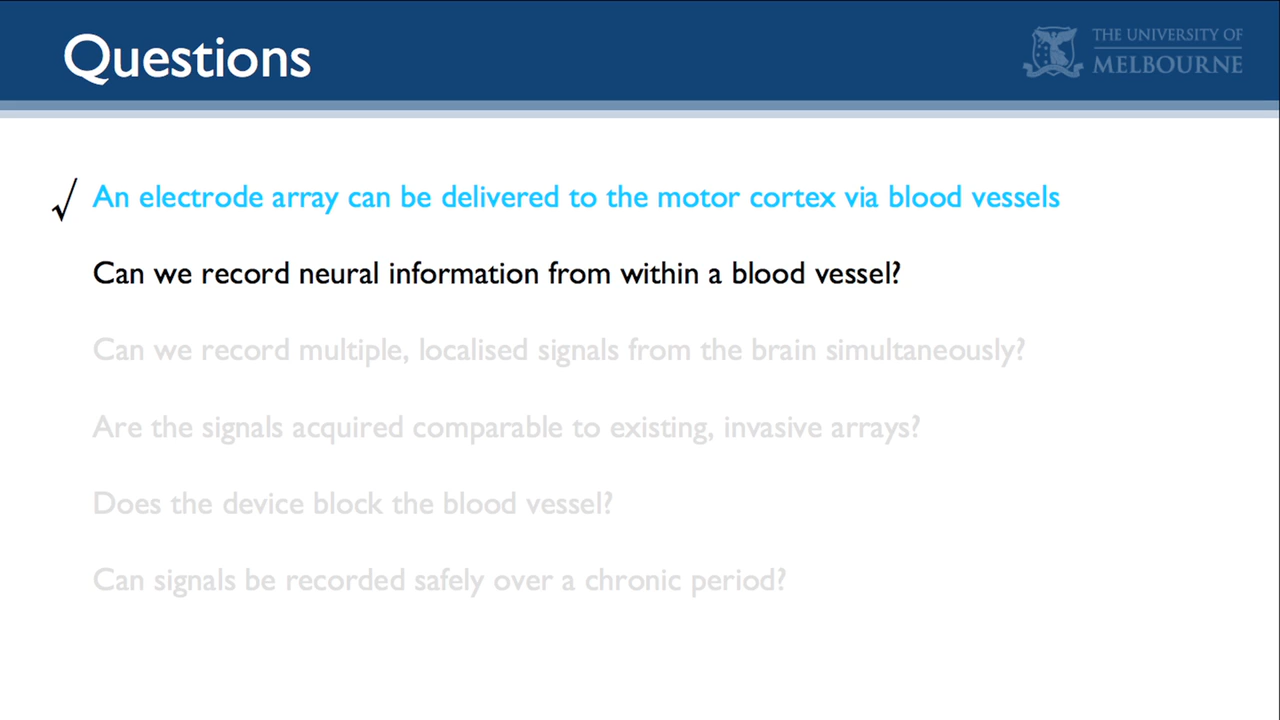 Questions
THE UNIVERSITY OF
MELBOURNE
√ An electrode array can be delivered to the motor cortex via blood vessels
Can we record neural information from within a blood vessel?
Can we record multiple, localised signals from the brain simultaneously?
Are the signals acquired comparable to existing, invasive arrays?
Does the device block the blood vessel?
Can signals be recorded safely over a chronic period?